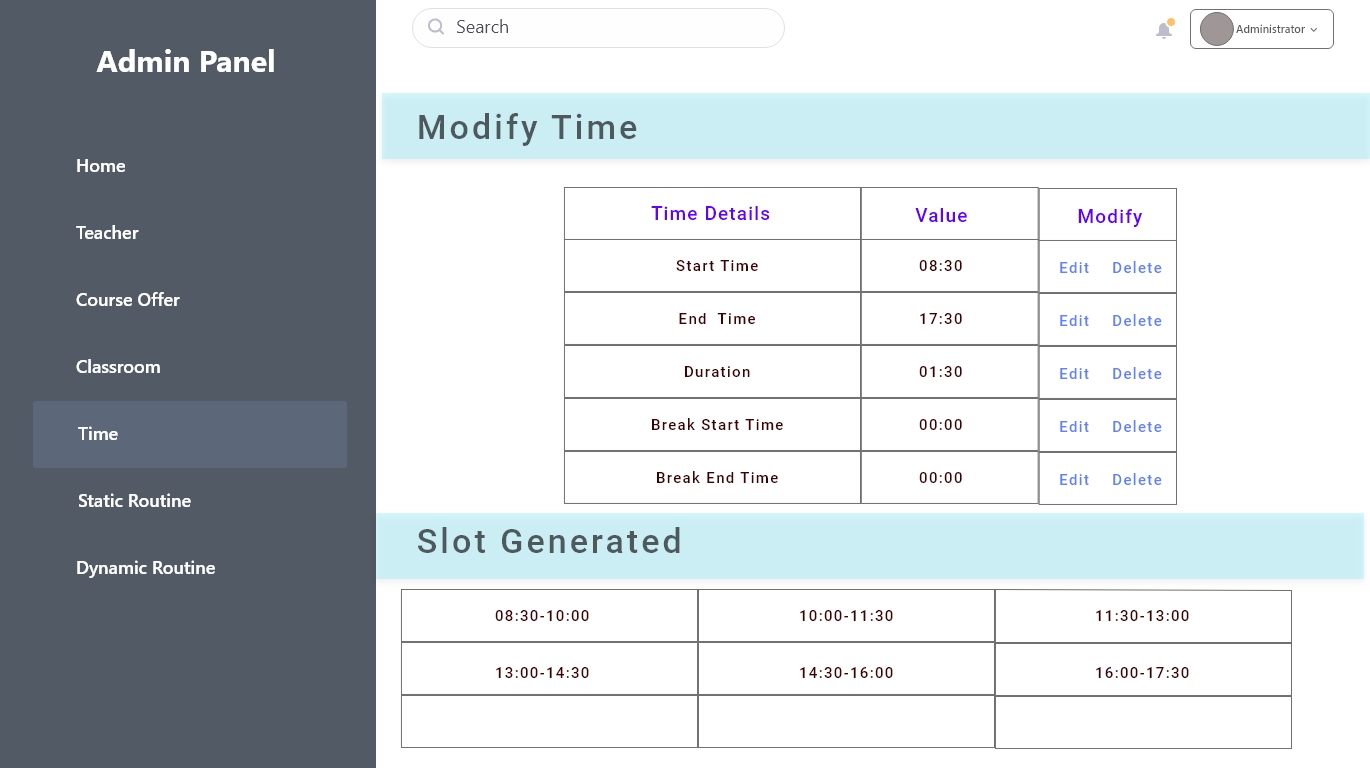 Admin Panel
Home
Teacher
Course Offer
Classroom
Time
Static Routine
Dynamic Routine
Search
Administrator
Modify Time
Time Details Value Modify
Start Time 08:30 Edit Delete
End Time 17:30 Edit Delete
Duration 01:30 Edit Delete
Break Start Time 00:00 Edit Delete
Break End Time 00:00 Edit Delete
Slot Generated
08:30-10:00 10:00-11:30 11:30-13:00
13:00-14:30 14:30-16:00 16:00-17:30